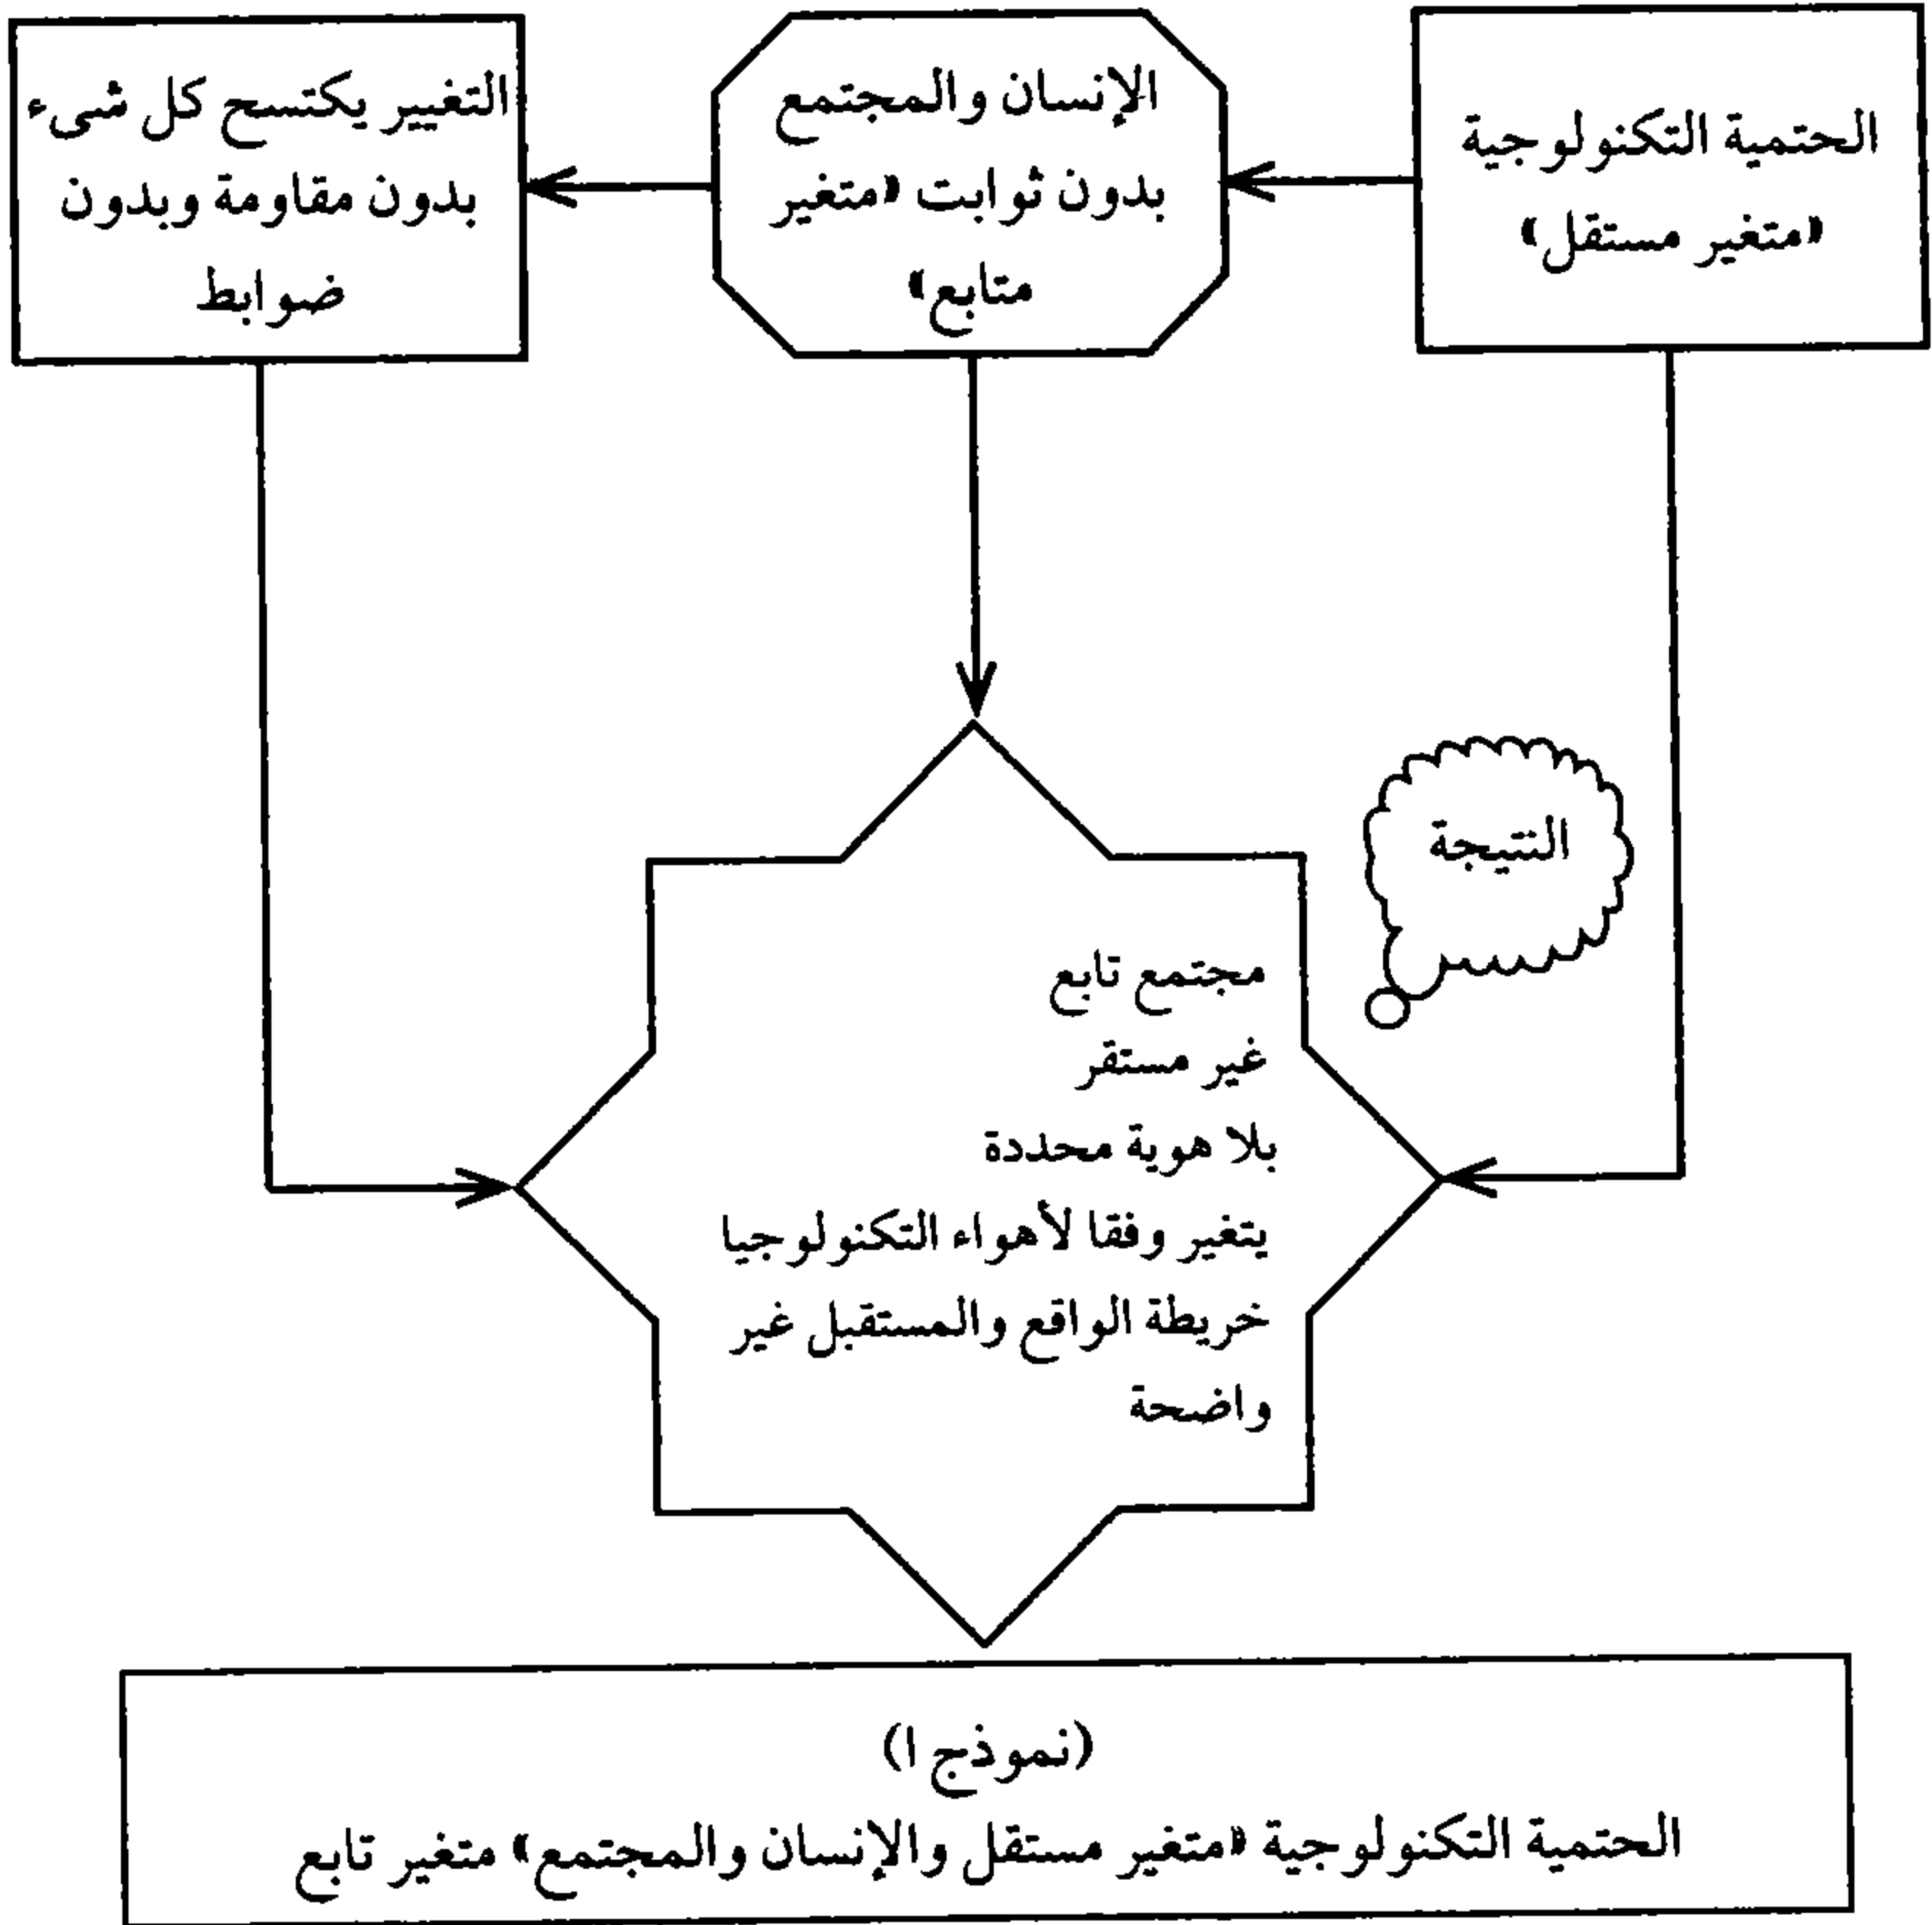 الحتمية التكنولوجية
«متغير مستقل»
الإنسان والمجتمع
بدون ثوابت «متغير
متابع»
التغيير يكتسح كل شىء
بدون مقاومة وبدون
ضوابط
النتيجة
مجتمع تابع
غير مستقر
بلا هوية محددة
يتغير وفقا لأهواء التكنولوجيا
خريطة الواقع والمستقبل غير
واضحة
(نموذج ١)
الحتمية التكنولوجية «متغير مستقل والإنسان والمجتمع» متغير تابع